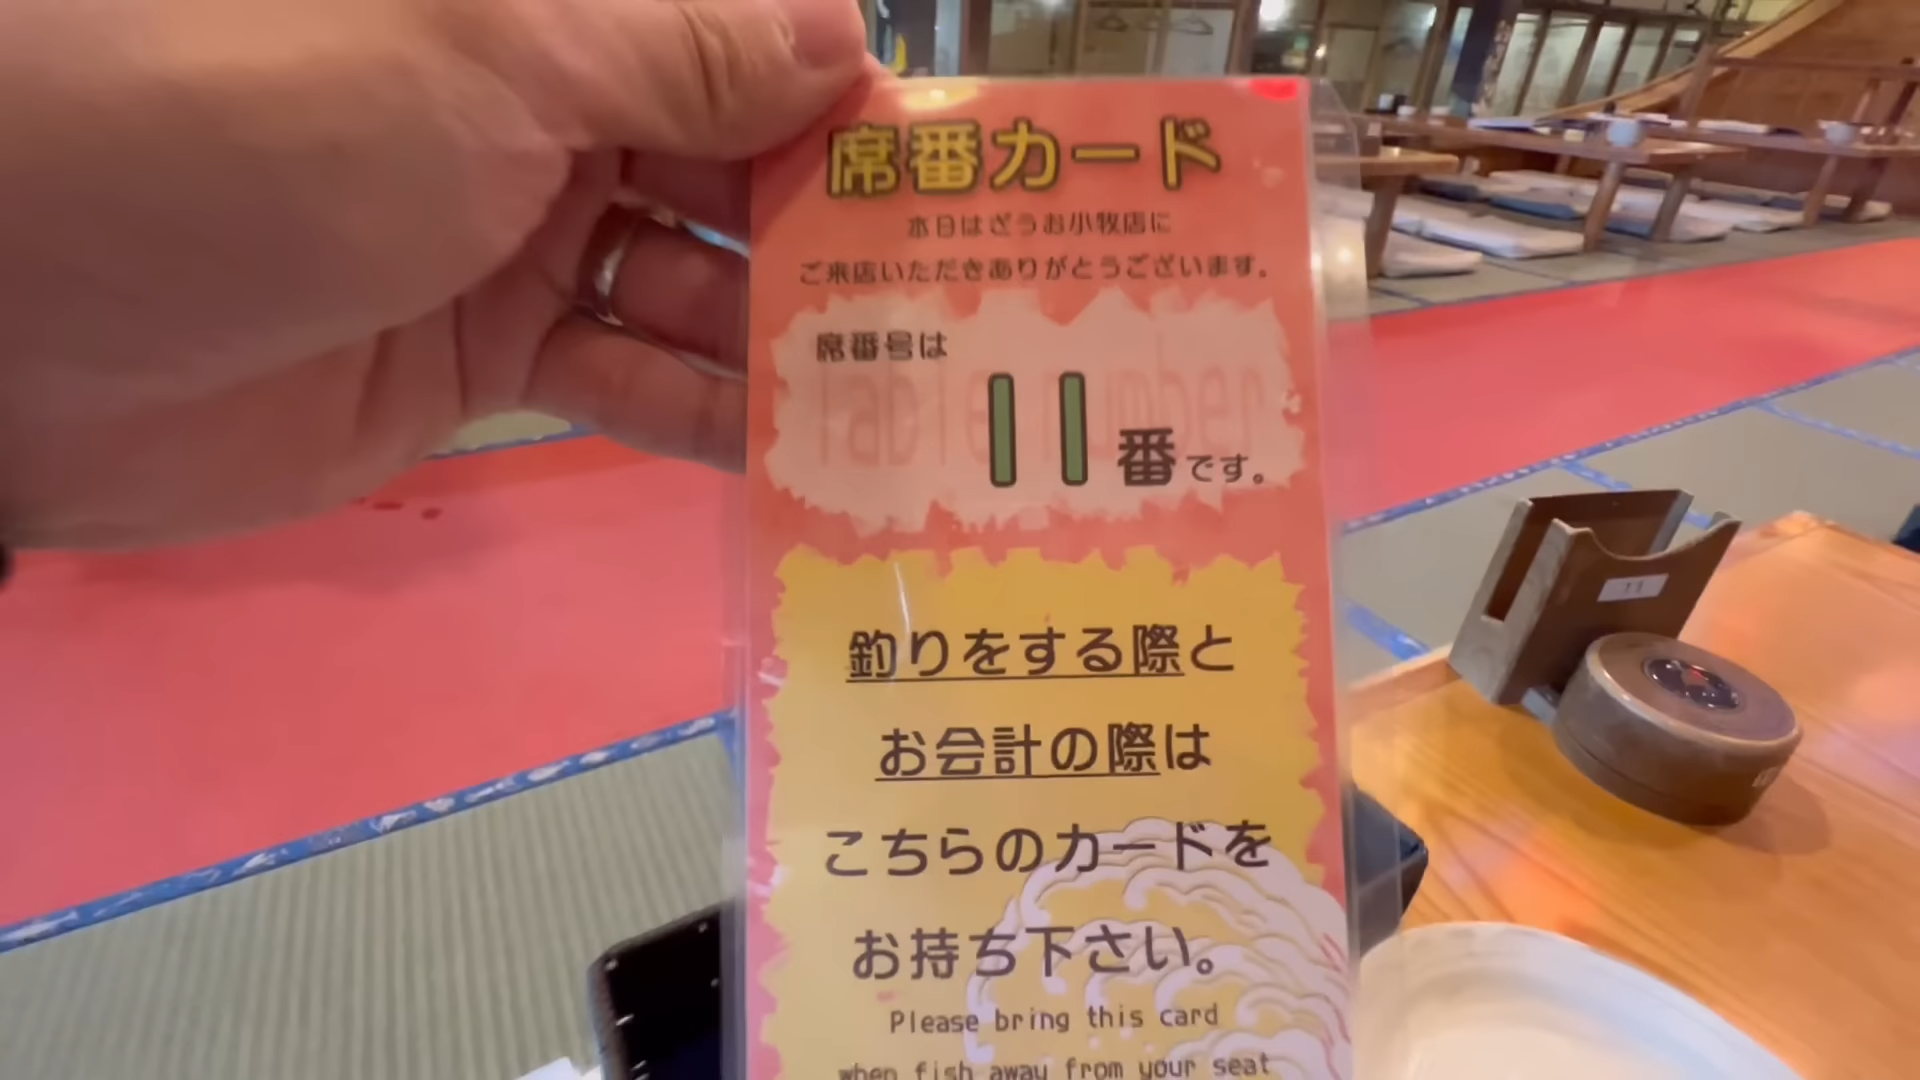 席番カード
本日はざうお小牧店に
ご来店いただきありがとうございます。
席番号は
Table number
11番です。
釣りをする際と
お会計の際は
こちらのカードを
お持ち下さい。
Please bring this card
when fish away from your seat
11